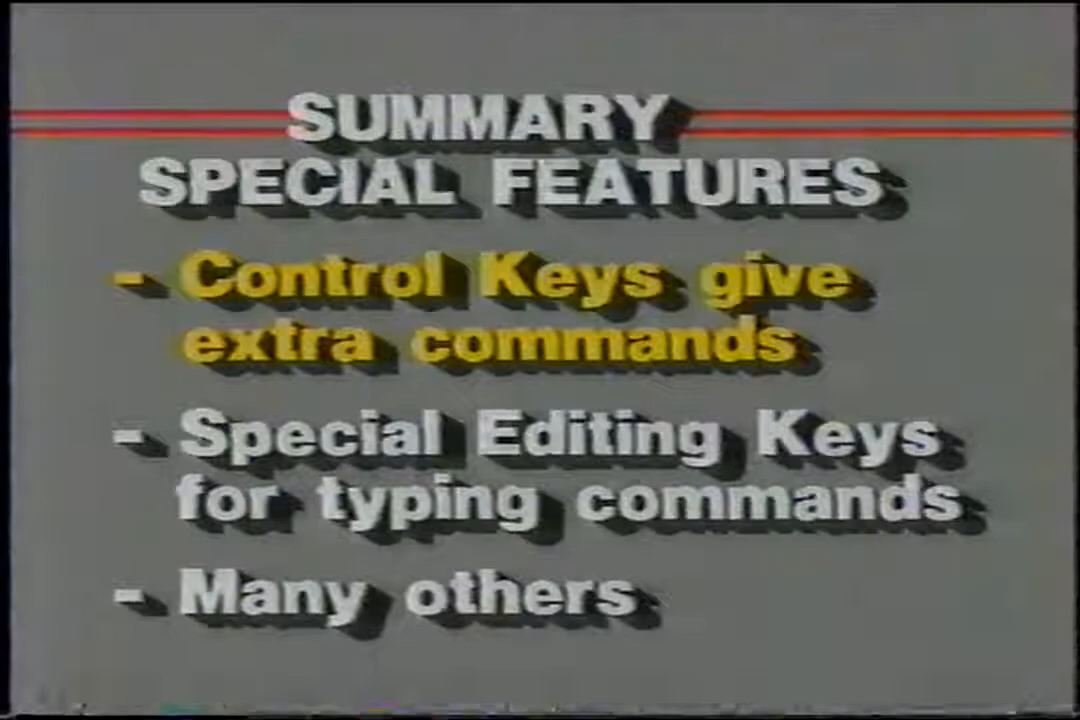 SUMMARY
SPECIAL FEATURES
- Control Keys give
extra commands
- Special Editing Keys
for typing commands
- Many others